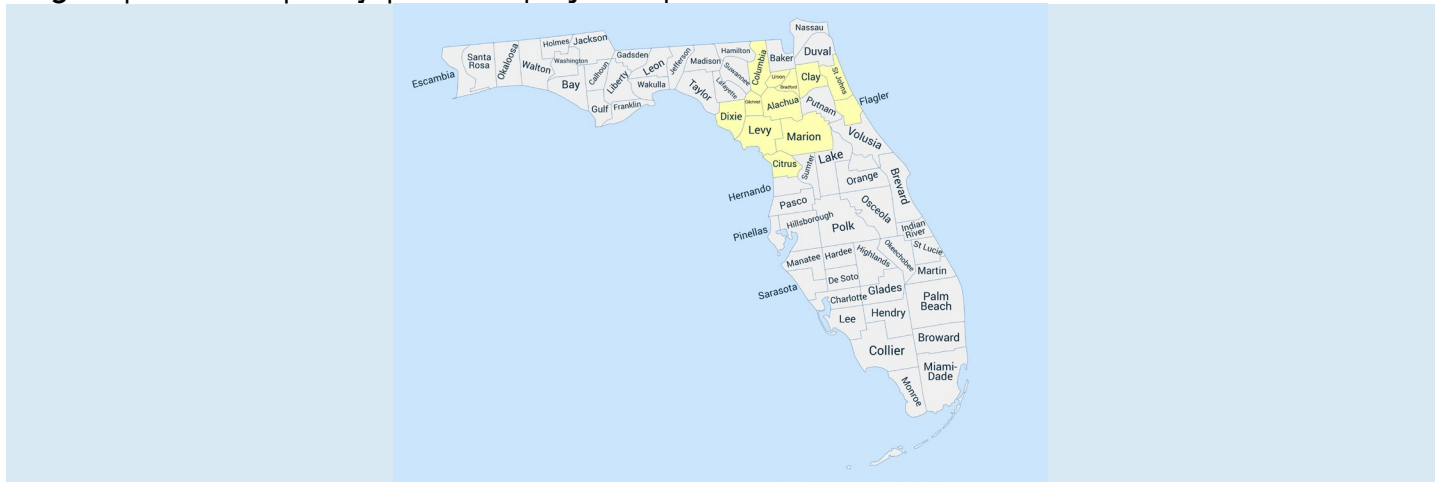 Nassau
Holmes
Jackson
Santa
Rosa
Okaloosa
Walton
Washington
Escambia
Bay
Calhoun
Gulf
Liberty
Franklin
Gadsden
Leon
Wakulla
Jefferson
Madison
Taylor
Hamilton
Suwannee
Lafayette
Columbia
Baker
Duval
Union
Bradford
Clay
St Johns
Flagler
Dixie
Gilchrist
Alachua
Putnam
Levy
Marion
Volusia
Citrus
Sumter
Lake
Hernando
Orange
Brevard
Pasco
Osceola
Pinellas
Hillsborough
Polk
Indian
River
Okeechobee
St Lucie
Manatee
Hardee
Highlands
Martin
Sarasota
De Soto
Charlotte
Glades
Palm
Beach
Lee
Hendry
Broward
Collier
Miami-
Dade
Monroe